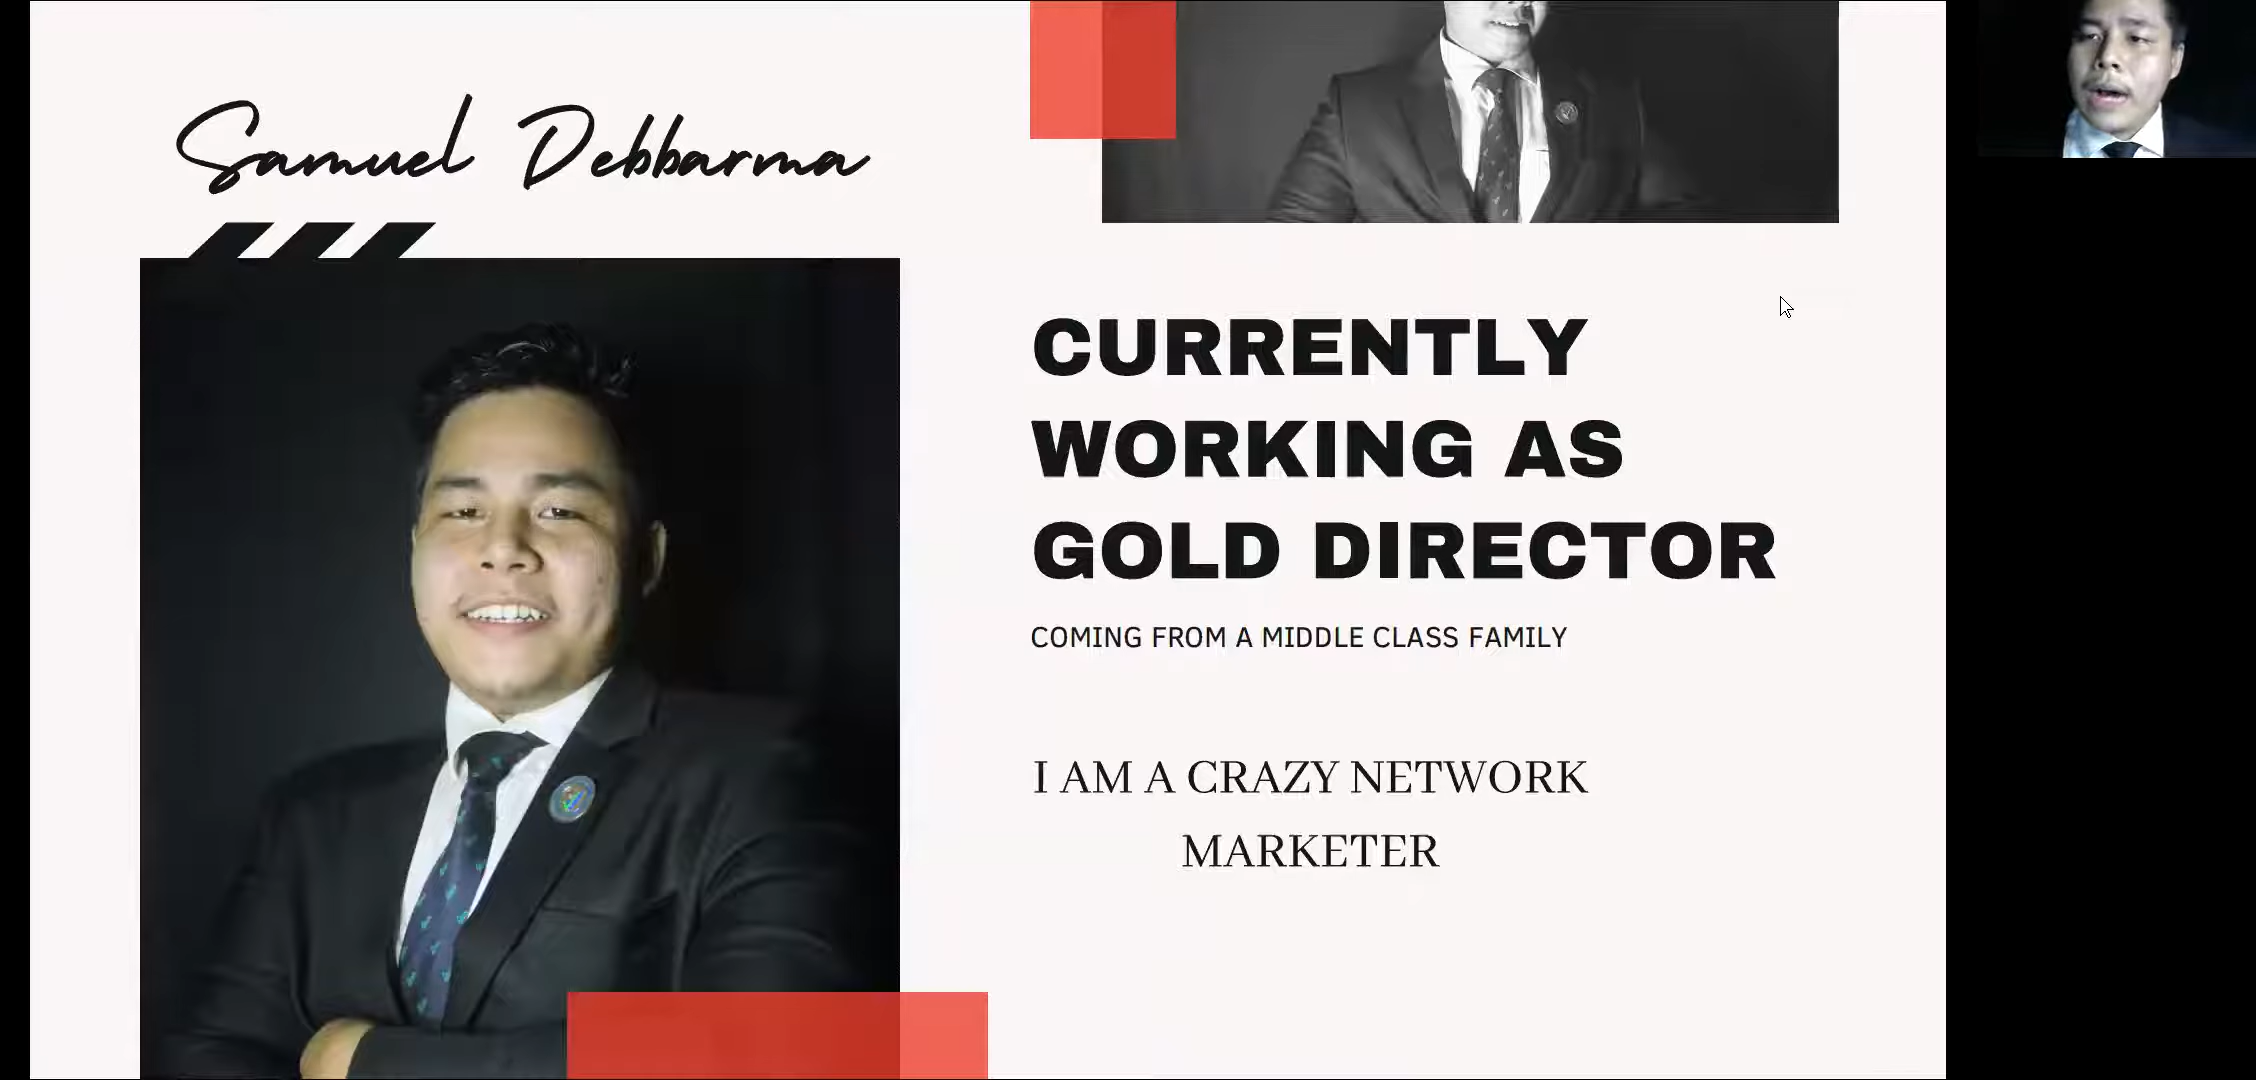 Samuel Debbarma
CURRENTLY
WORKING AS
GOLD DIRECTOR
COMING FROM A MIDDLE CLASS FAMILY
I AM A CRAZY NETWORK
MARKETER